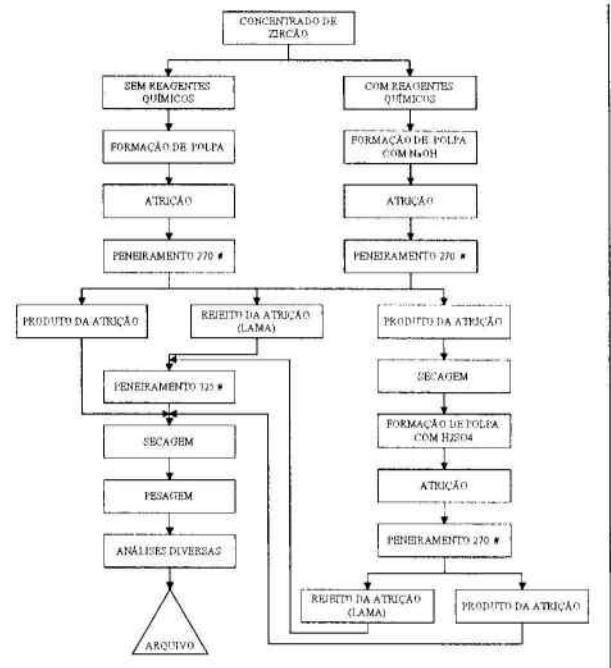 CONCENTRADO DE
ZIRCÃO
SEM REAGENTES
QUÍMICOS
COM REAGENTES
QUÍMICOS
FORMAÇÃO DE POLPA
FORMAÇÃO DE POLPA
COM NaOH
ATRIÇÃO
ATRIÇÃO
PENEIRAMENTO 270 #
PENEIRAMENTO 270 #
PRODUTO DA ATRIÇÃO
REJEITO DA ATRIÇÃO
(LAMA)
PRODUTO DA ATRIÇÃO
PENEIRAMENTO 325 #
SECAGEM
SECAGEM
FORMAÇÃO DE POLPA
COM H2SO4
PESAGEM
ATRIÇÃO
ANÁLISES DIVERSAS
PENEIRAMENTO 270 #
REJEITO DA ATRIÇÃO
(LAMA)
PRODUTO DA ATRIÇÃO
ARQUIVO